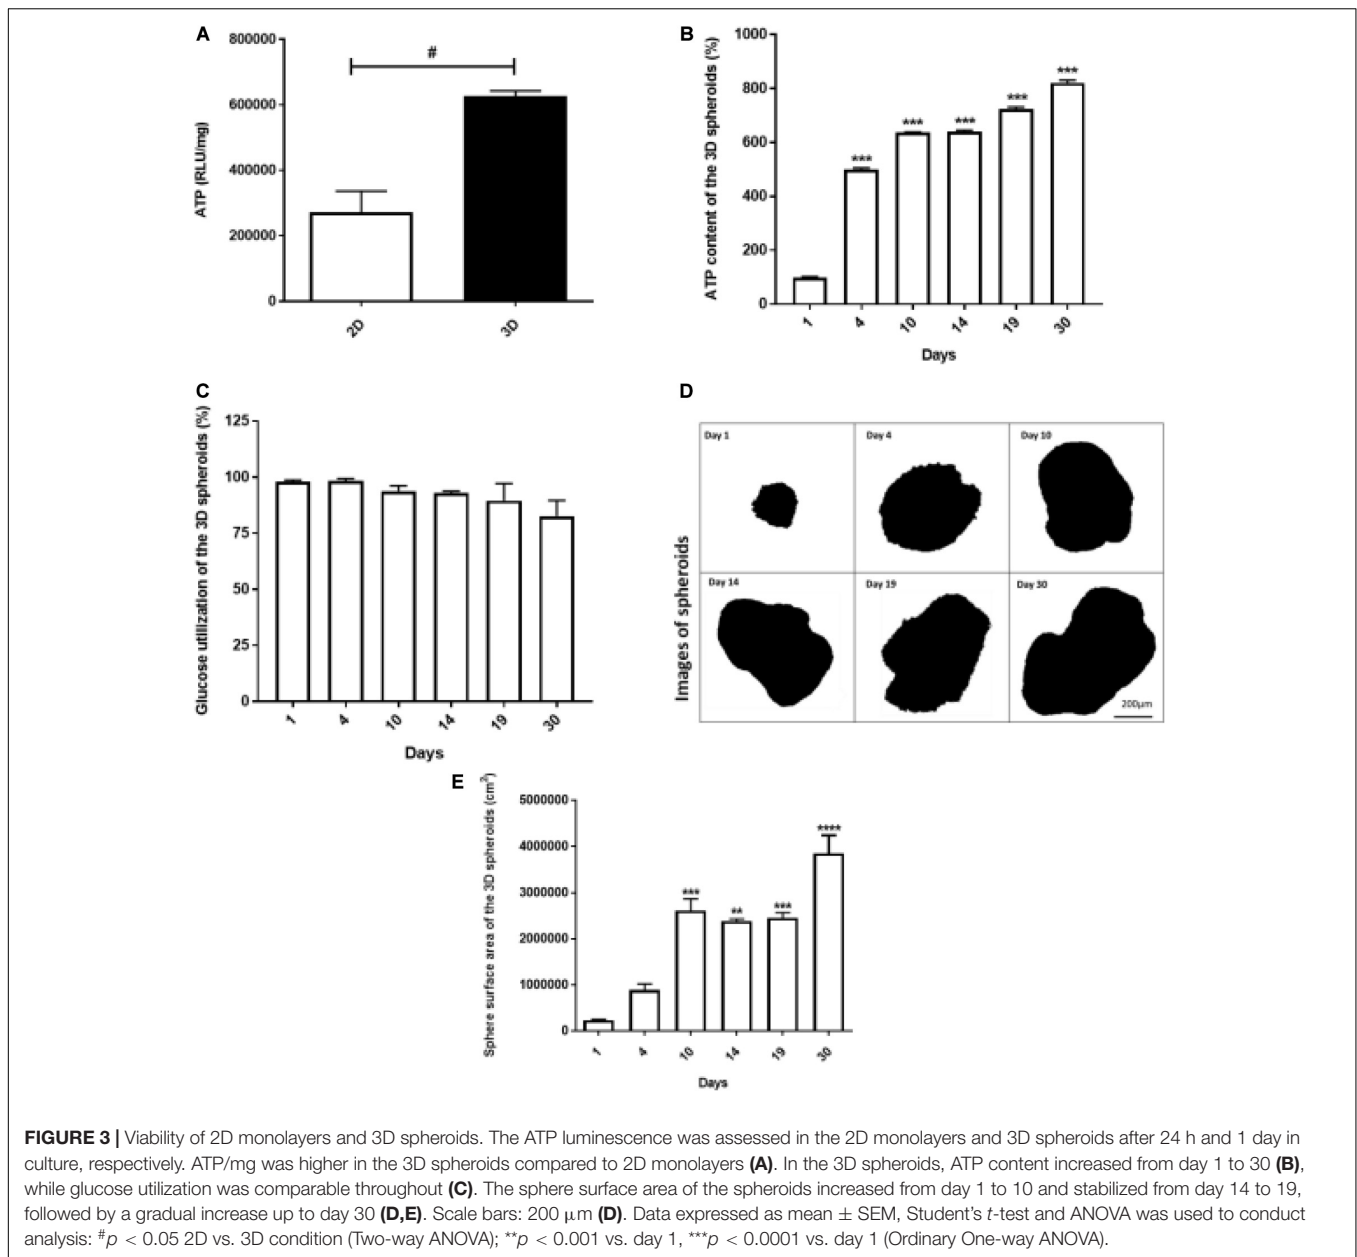 A
800000
600000
400000
200000
0
ATP (RLU/mg)
#
2D
3D
B
1000
800
600
400
200
0
ATP content of the 3D spheroids (%)
***
***
***
***
***
1
4
10
14
19
30
Days
C
125
100
75
50
25
0
Glucose utilization of the 3D spheroids (%)
1
4
10
14
19
30
Days
D
Images of spheroids
Day 1
Day 4
Day 10
Day 14
Day 19
Day 30
200µm
E
5000000
4000000
3000000
2000000
1000000
0
Sphere surface area of the 3D spheroids (cm²)
***
**
***
****
1
4
10
14
19
30
Days
FIGURE 3 | Viability of 2D monolayers and 3D spheroids. The ATP luminescence was assessed in the 2D monolayers and 3D spheroids after 24 h and 1 day in
culture, respectively. ATP/mg was higher in the 3D spheroids compared to 2D monolayers (A). In the 3D spheroids, ATP content increased from day 1 to 30 (B),
while glucose utilization was comparable throughout (C). The sphere surface area of the spheroids increased from day 1 to 10 and stabilized from day 14 to 19,
followed by a gradual increase up to day 30 (D,E). Scale bars: 200 µm (D). Data expressed as mean ± SEM, Student's t-test and ANOVA was used to conduct
analysis: #p < 0.05 2D vs. 3D condition (Two-way ANOVA); **p < 0.001 vs. day 1, ***p < 0.0001 vs. day 1 (Ordinary One-way ANOVA).